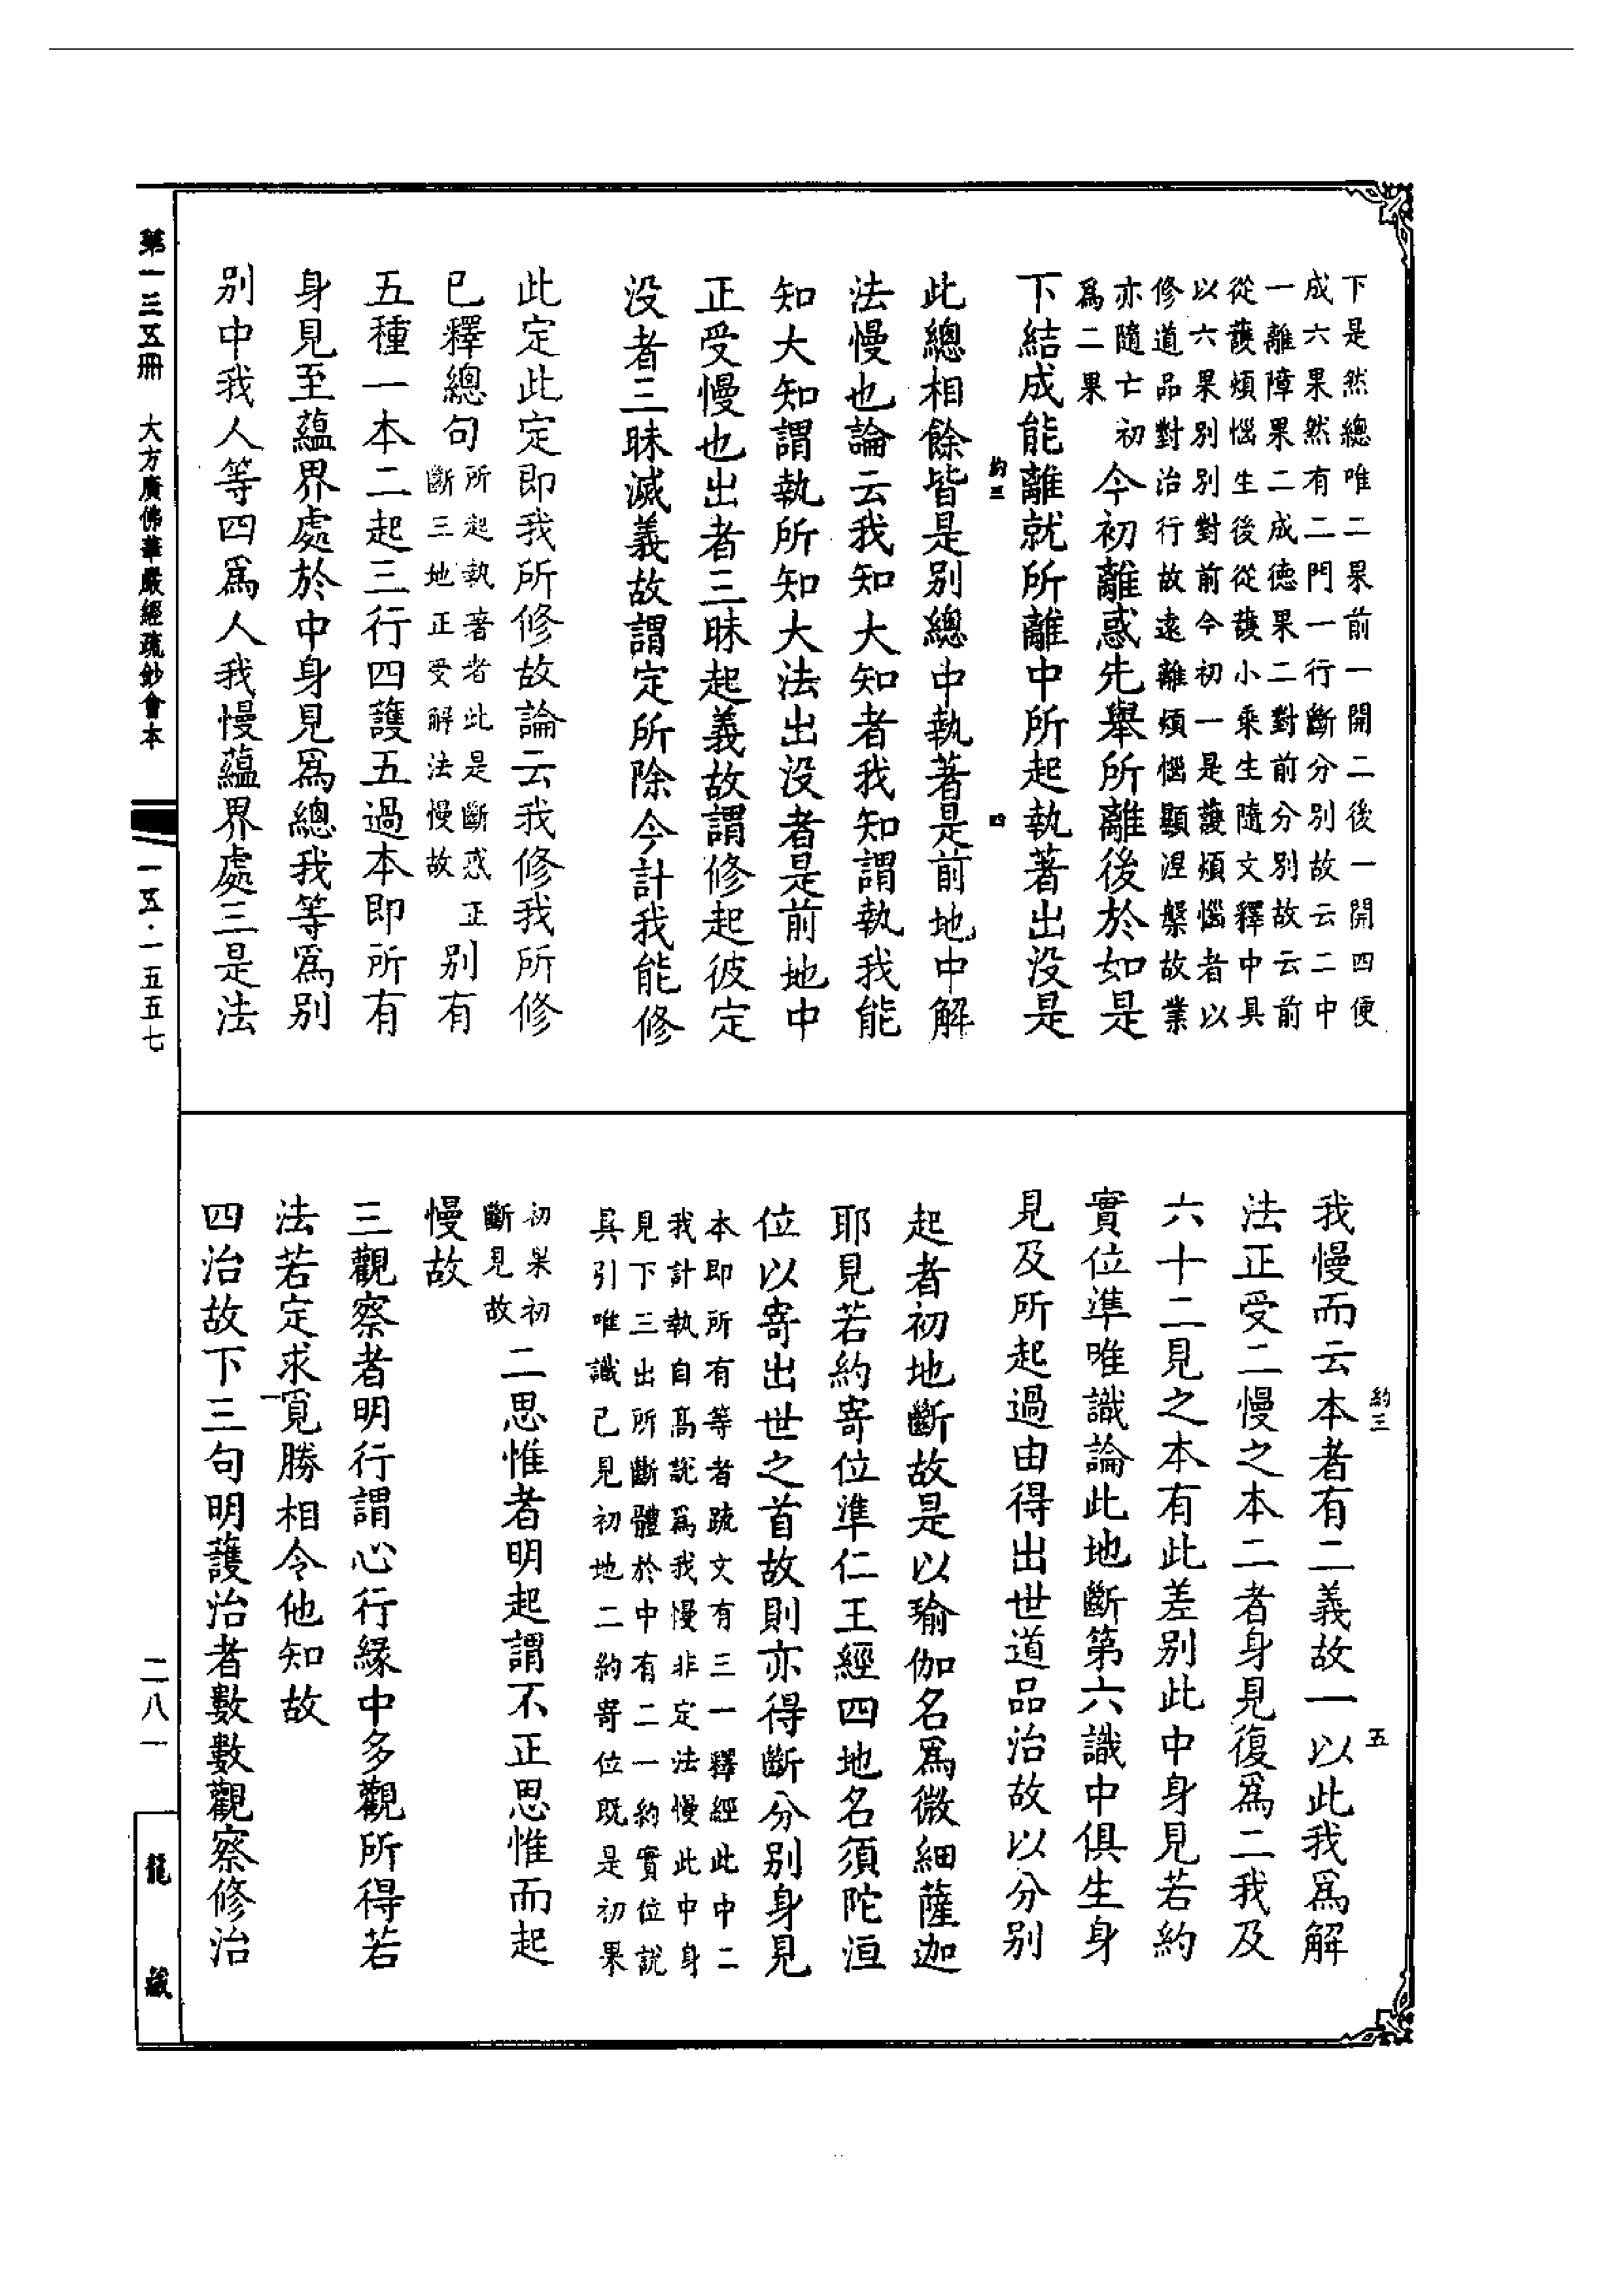 下是然總唯二果前一開二後一開四便
成六果然有二門一行斷分別故云二中
一離障果二成德果二對前分別故云前
從護煩惱生後從護小乘生隨文釋中具
以六果別別對前今初一是護煩惱者以
修道品對治行故遠離煩惱顯涅槃故業
亦隨亡初
爲二果
今初離惑先舉所離後於如是
下結成能離就所離中所起執著出没是
約三
四
此總相餘皆是别總中執著是前地中解
法慢也論云我知大知者我知謂執我能
知大知謂執所知大法出没者是前地中
正受慢也出者三昧起義故謂修起彼定
没者三昧滅義故謂定所除今計我能修
此定此定即我所修故論云我修我所修
已釋總句
所起執著者此是斷惑正
斷三地正受解法慢故
别有
五種一本二起三行四護五過本即所有
身見至蘊界處於中身見爲總我等爲别
别中我人等四爲人我慢蘊界處三是法
我慢而云本者有二義故一以此我爲解
約三
五
法正受二慢之本二者身見復爲二我及
六十二見之本有此差别此中身見若約
實位準唯識論此地斷第六識中俱生身
見及所起過由得出世道品治故以分别
起者初地斷故是以瑜伽名爲微細薩迦
耶見若約寄位準仁王經四地名須陀洹
位以寄出世之首故則亦得斷分别身見
本即所有等者疏文有三一釋經此中二
我計執自高説爲我慢非定法慢此中身
見下三出所斷體於中有二一約實位説
具引唯識已見初地二約寄位既是初果
初果初
斷見故
二思惟者明起謂不正思惟而起
慢故
三觀察者明行謂心行緣中多觀所得若
法若定求覓勝相令他知故
四治故下三句明護治者數數觀察修治
第一三五冊　大方廣佛華嚴經疏鈔會本
一五·一五五七
二八一
龍藏